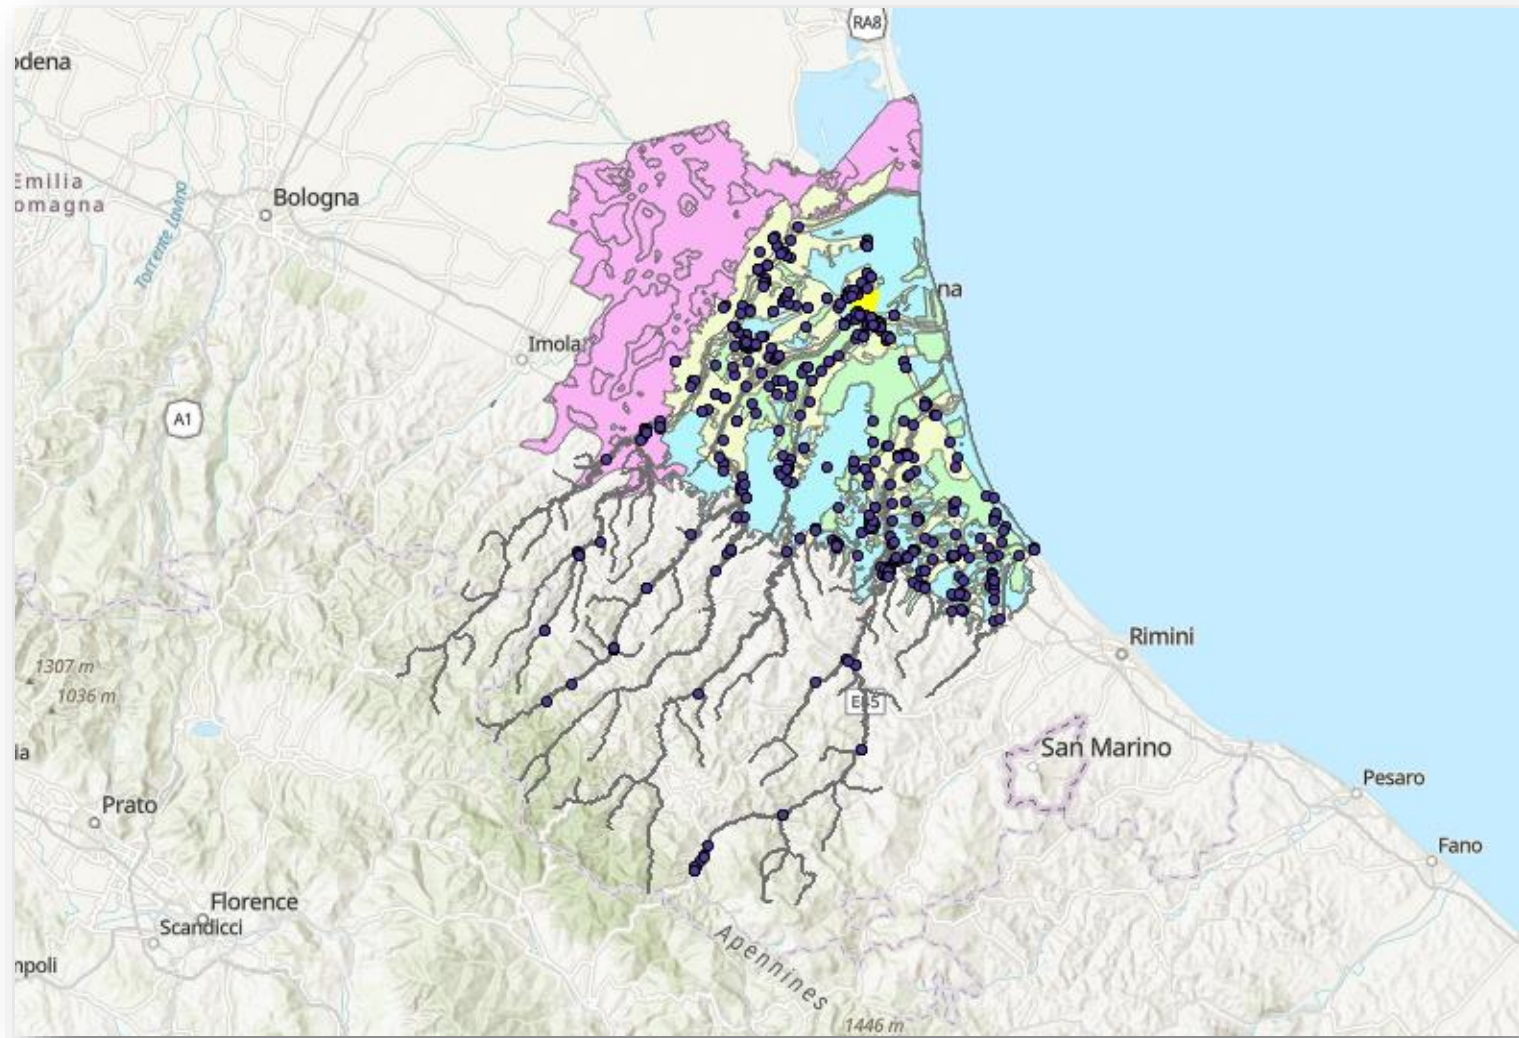 RA8
odena
Emilia
omagna
Torrente Lavino
Bologna
na
Imola
A1
Rimini
1307 m
1036 m
E45
San Marino
ia
Pesaro
Prato
Fano
Florence
Scandicci
npoli
Apennines
1446 m